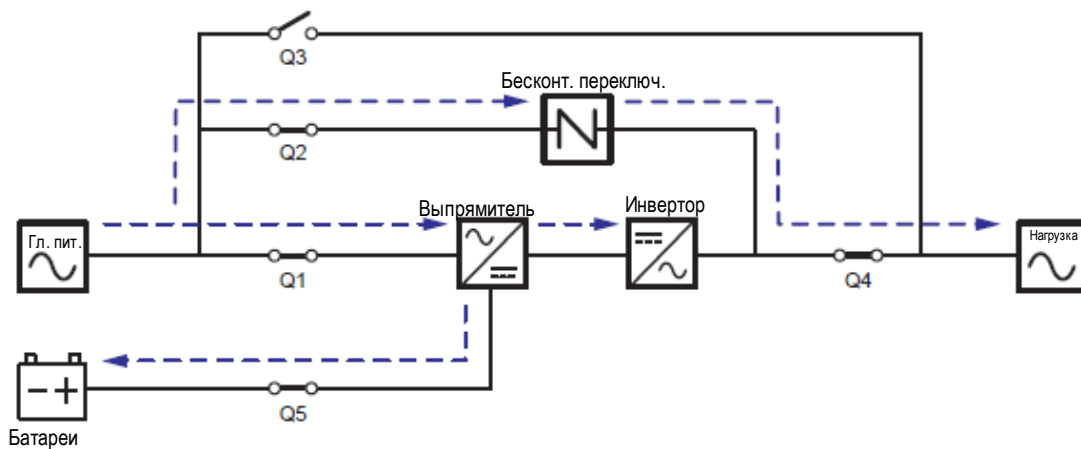 Q3
Бесконт. переключ.
Q2
Выпрямитель
Инвертор
Гл. пит.
Нагрузка
Q1
Q4
Q5
Батареи